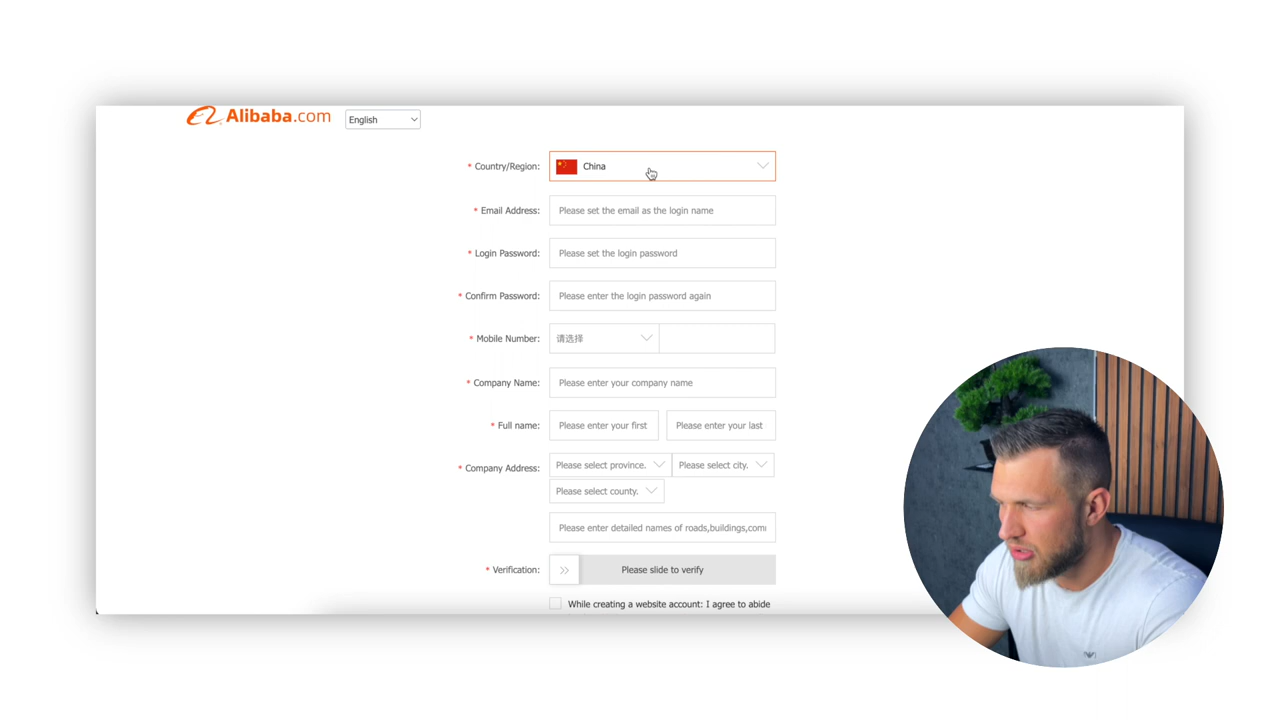 Alibaba.com
English
* Country/Region:
China
* Email Address:
Please set the email as the login name
* Login Password:
Please set the login password
* Confirm Password:
Please enter the login password again
* Mobile Number:
请选择
* Company Name:
Please enter your company name
* Full name:
Please enter your first
Please enter your last
* Company Address:
Please select province.
Please select city.
Please select county.
Please enter detailed names of roads,buildings,com
* Verification:
Please slide to verify
While creating a website account: I agree to abide